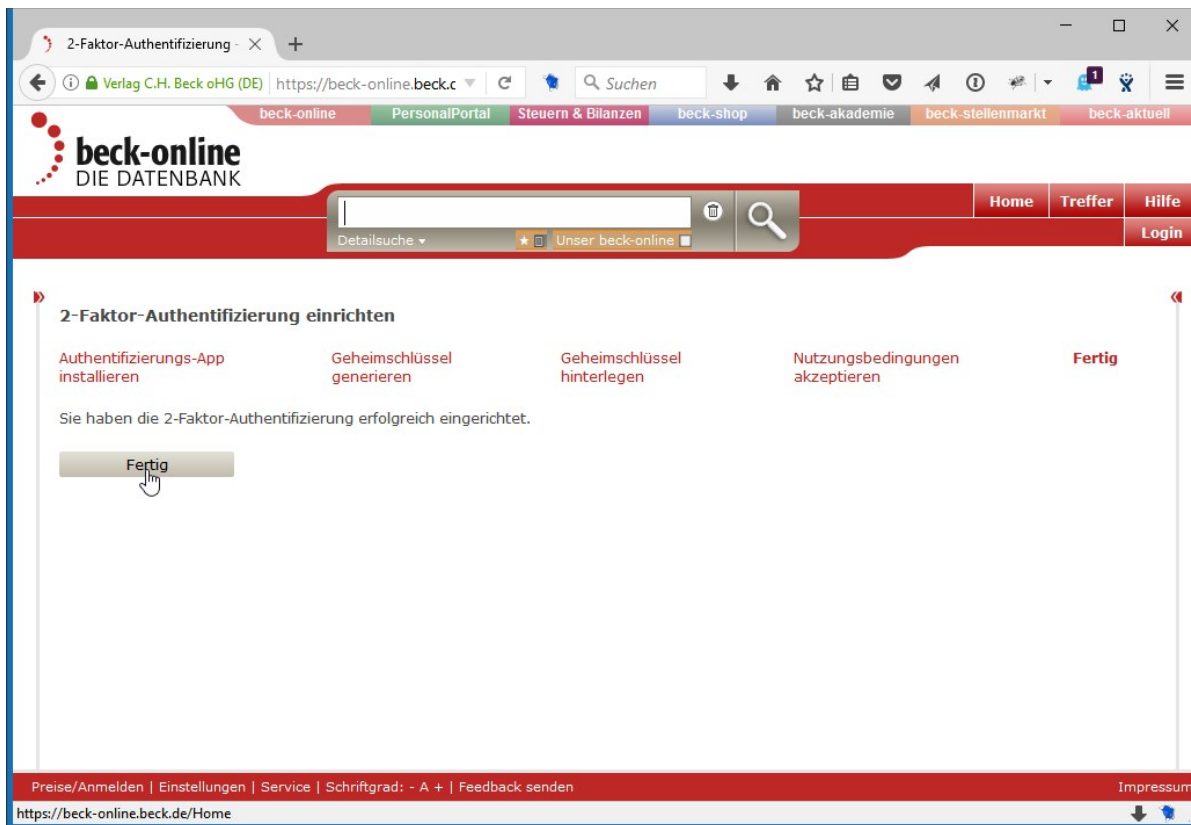 2-Faktor-Authentifizierung -
Verlag C.H. Beck oHG (DE) https://beck-online.beck.c Suchen 1
beck-online PersonalPortal Steuern & Bilanzen beck-shop beck-akademie beck-stellenmarkt beck-aktuell
beck-online
DIE DATENBANK
Home Treffer Hilfe
Detailsuche Unser beck-online Login
2-Faktor-Authentifizierung einrichten
Authentifizierungs-App
installieren
Geheimschlüssel
generieren
Geheimschlüssel
hinterlegen
Nutzungsbedingungen
akzeptieren
Fertig
Sie haben die 2-Faktor-Authentifizierung erfolgreich eingerichtet.
Fertig
Preise/Anmelden | Einstellungen | Service | Schriftgrad: - A + | Feedback senden Impressum
https://beck-online.beck.de/Home